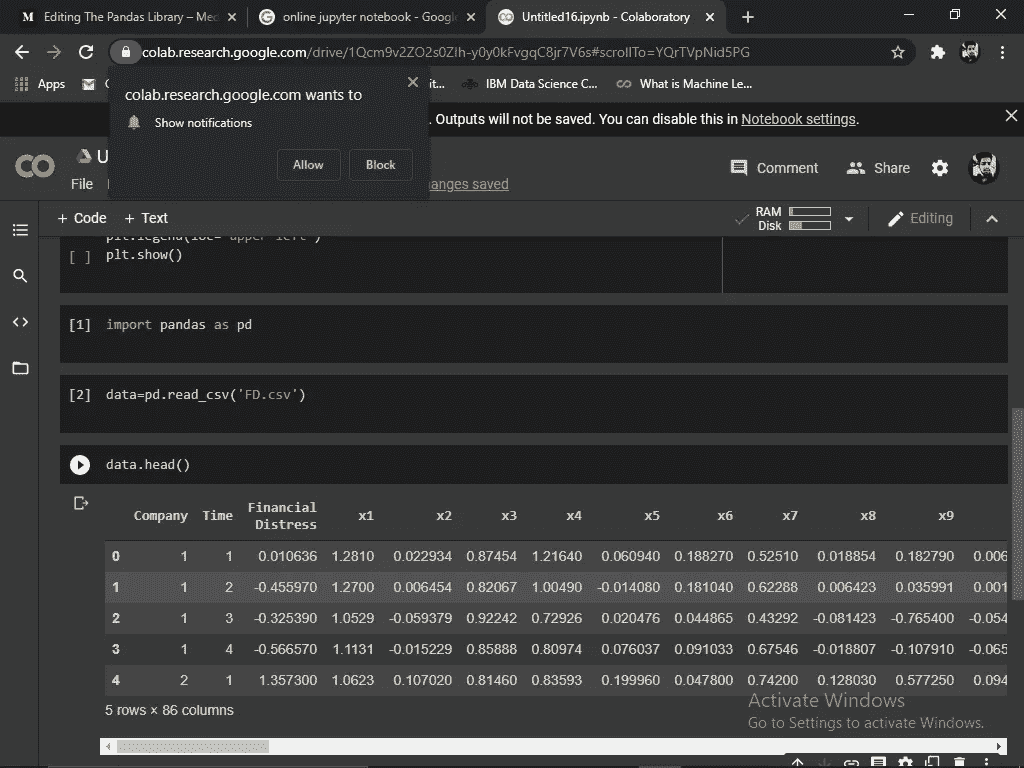 M Editing The Pandas Library – Med
online jupyter notebook - Google
Untitled16.ipynb - Colaboratory
colab.research.google.com/drive/1Qcm9v2ZO2s0Zih-y0y0kFvgqC8jr7V6s#scrollTo=YQrTVpNid5PG
Apps
IBM Data Science C...
What is Machine Le...
colab.research.google.com wants to
Show notifications
Allow
Block
. Outputs will not be saved. You can disable this in Notebook settings.
U
File
anges saved
Comment
Share
+ Code + Text
RAM
Disk
Editing
plt.legend(loc='upper left')
[ ] plt.show()
[1] import pandas as pd
[2] data=pd.read_csv('FD.csv')
data.head()
Company Time Financial Distress x1 x2 x3 x4 x5 x6 x7 x8 x9
0 1 1 0.010636 1.2810 0.022934 0.87454 1.21640 0.060940 0.188270 0.52510 0.018854 0.182790 0.006
1 1 2 -0.455970 1.2700 0.006454 0.82067 1.00490 -0.014080 0.181040 0.62288 0.006423 0.035991 0.001
2 1 3 -0.325390 1.0529 -0.059379 0.92242 0.72926 0.020476 0.044865 0.43292 -0.081423 -0.765400 -0.054
3 1 4 -0.566570 1.1131 -0.015229 0.85888 0.80974 0.076037 0.091033 0.67546 -0.018807 -0.107910 -0.065
4 2 1 1.357300 1.0623 0.107020 0.81460 0.83593 0.199960 0.047800 0.74200 0.128030 0.577250 0.094
5 rows × 86 columns
Activate Windows
Go to Settings to activate Windows.